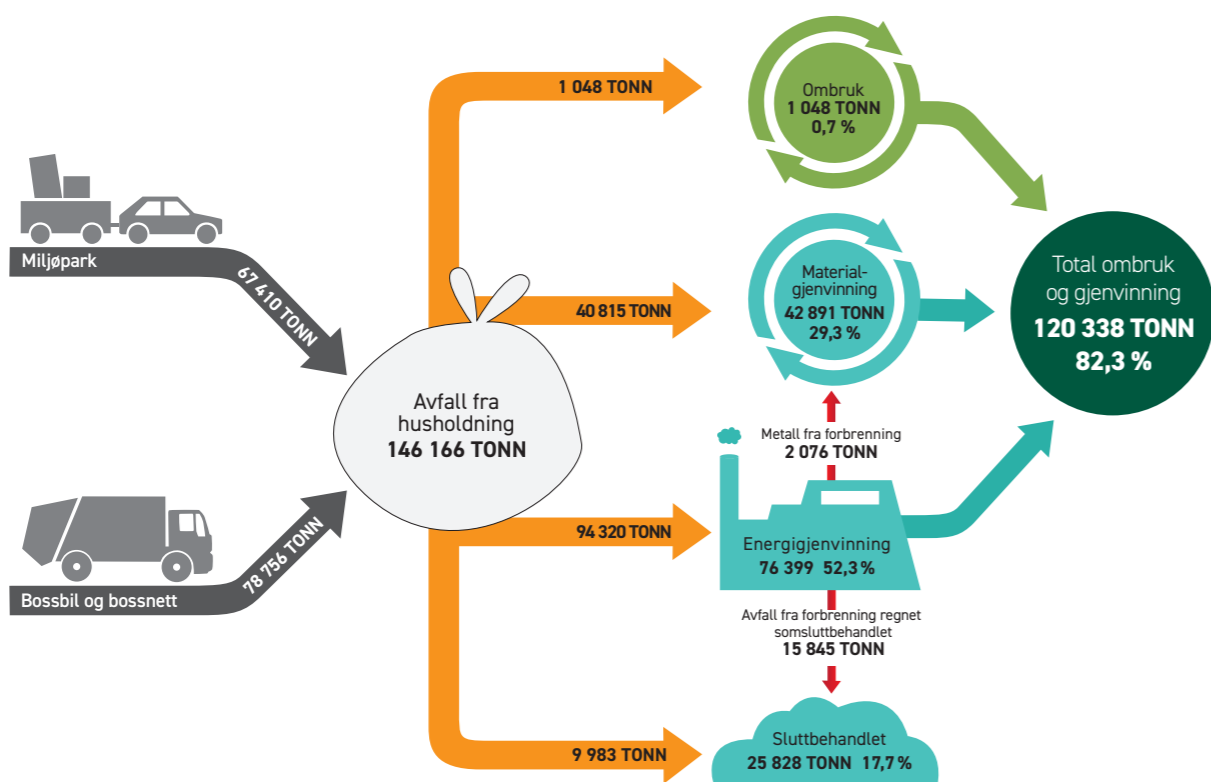 1 048 TONN
Ombruk
1 048 TONN
0,7 %
Miljøpark
67 410 TONN
40 815 TONN
Material-
gjenvinning
42 891 TONN
29,3 %
Total ombruk
og gjenvinning
120 338 TONN
82,3 %
Avfall fra
husholdning
146 166 TONN
Metall fra forbrenning
2 076 TONN
Bossbil og bossnett
78 756 TONN
94 320 TONN
Energigjenvinning
76 399 52,3 %
Avfall fra forbrenning regnet
somsluttbehandlet
15 845 TONN
9 983 TONN
Sluttbehandlet
25 828 TONN 17,7 %